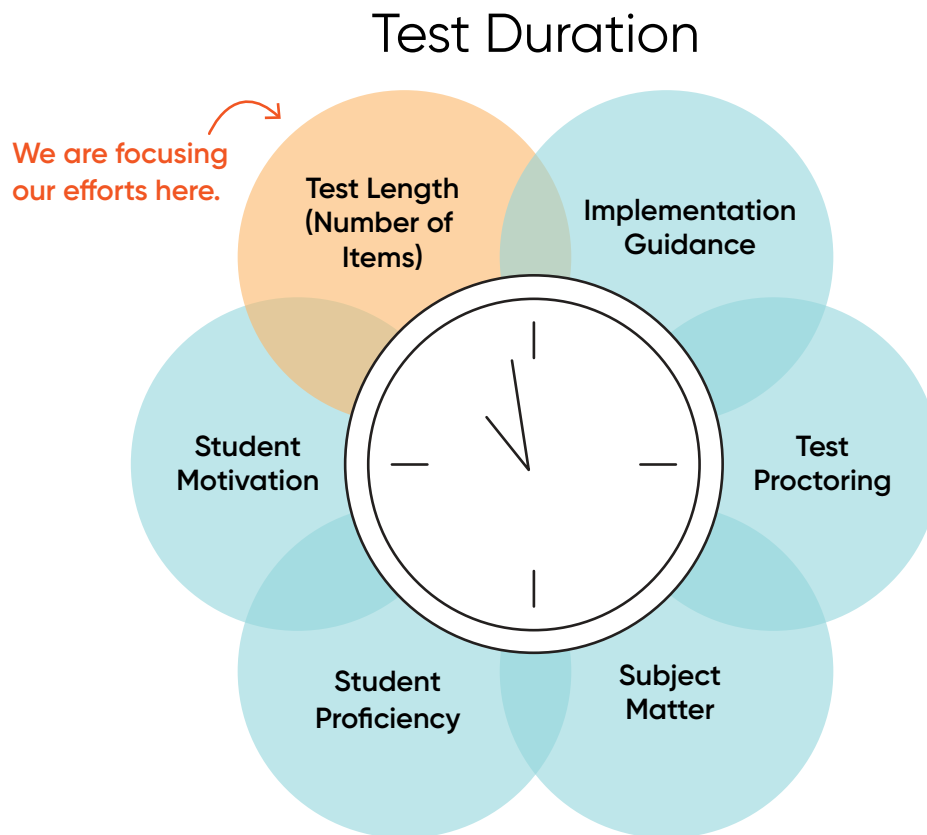 Test Duration
We are focusing
our efforts here.
Test Length
(Number of
Items)
Implementation
Guidance
Student
Motivation
Test
Proctoring
Student
Proficiency
Subject
Matter